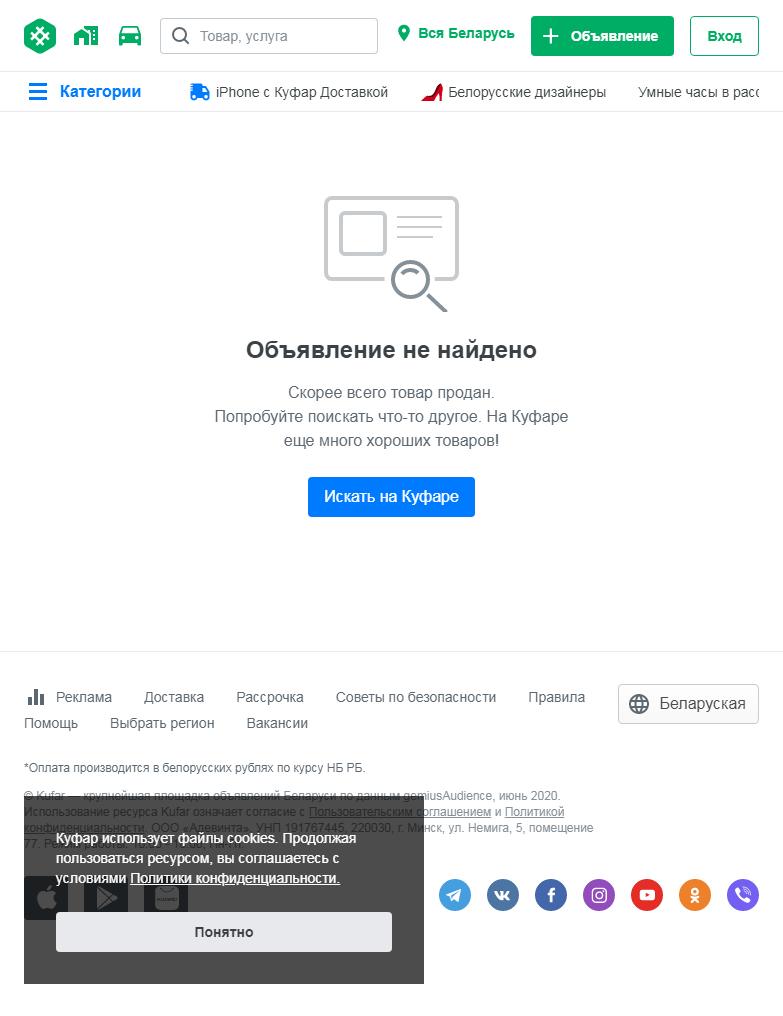 Товар, услуга
Вся Беларусь
Объявление
Вход
Категории
iPhone с Куфар Доставкой
Белорусские дизайнеры
Умные часы в расс
Объявление не найдено
Скорее всего товар продан.
Попробуйте поискать что-то другое. На Куфаре
еще много хороших товаров!
Искать на Куфаре
Реклама Доставка Рассрочка Советы по безопасности Правила
Беларуская
Помощь Выбрать регион Вакансии
*Оплата производится в белорусских рублях по курсу НБ РБ.
© Kufar — крупнейшая площадка объявлений Беларуси по данным gemiusAudience, июнь 2020.
Использование ресурса Kufar означает согласие с Пользовательским соглашением и Политикой
конфиденциальности. ООО «Адевинта», УНП 191767445, 220030, г. Минск, ул. Немига, 5, помещение
77.
Куфар использует файлы cookies. Продолжая
пользоваться ресурсом, вы соглашаетесь с
условиями Политики конфиденциальности.
Понятно